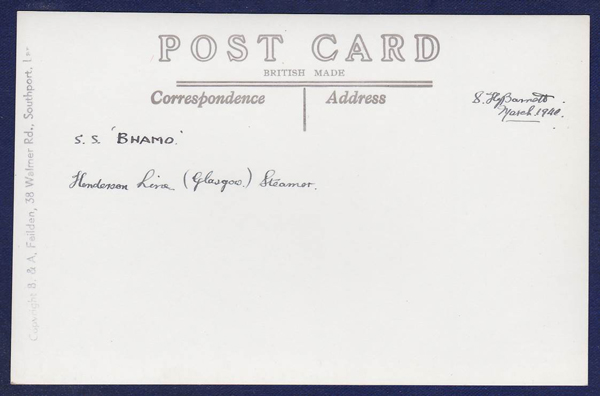 POST CARD
BRITISH MADE
Correspondence
Address
March 1940.
S.S. 'BHAMO.'
Henderson Line (Glasgow.) Steamer.
Copyright B. & A. Feilden, 38 Walmer Rd., Southport.